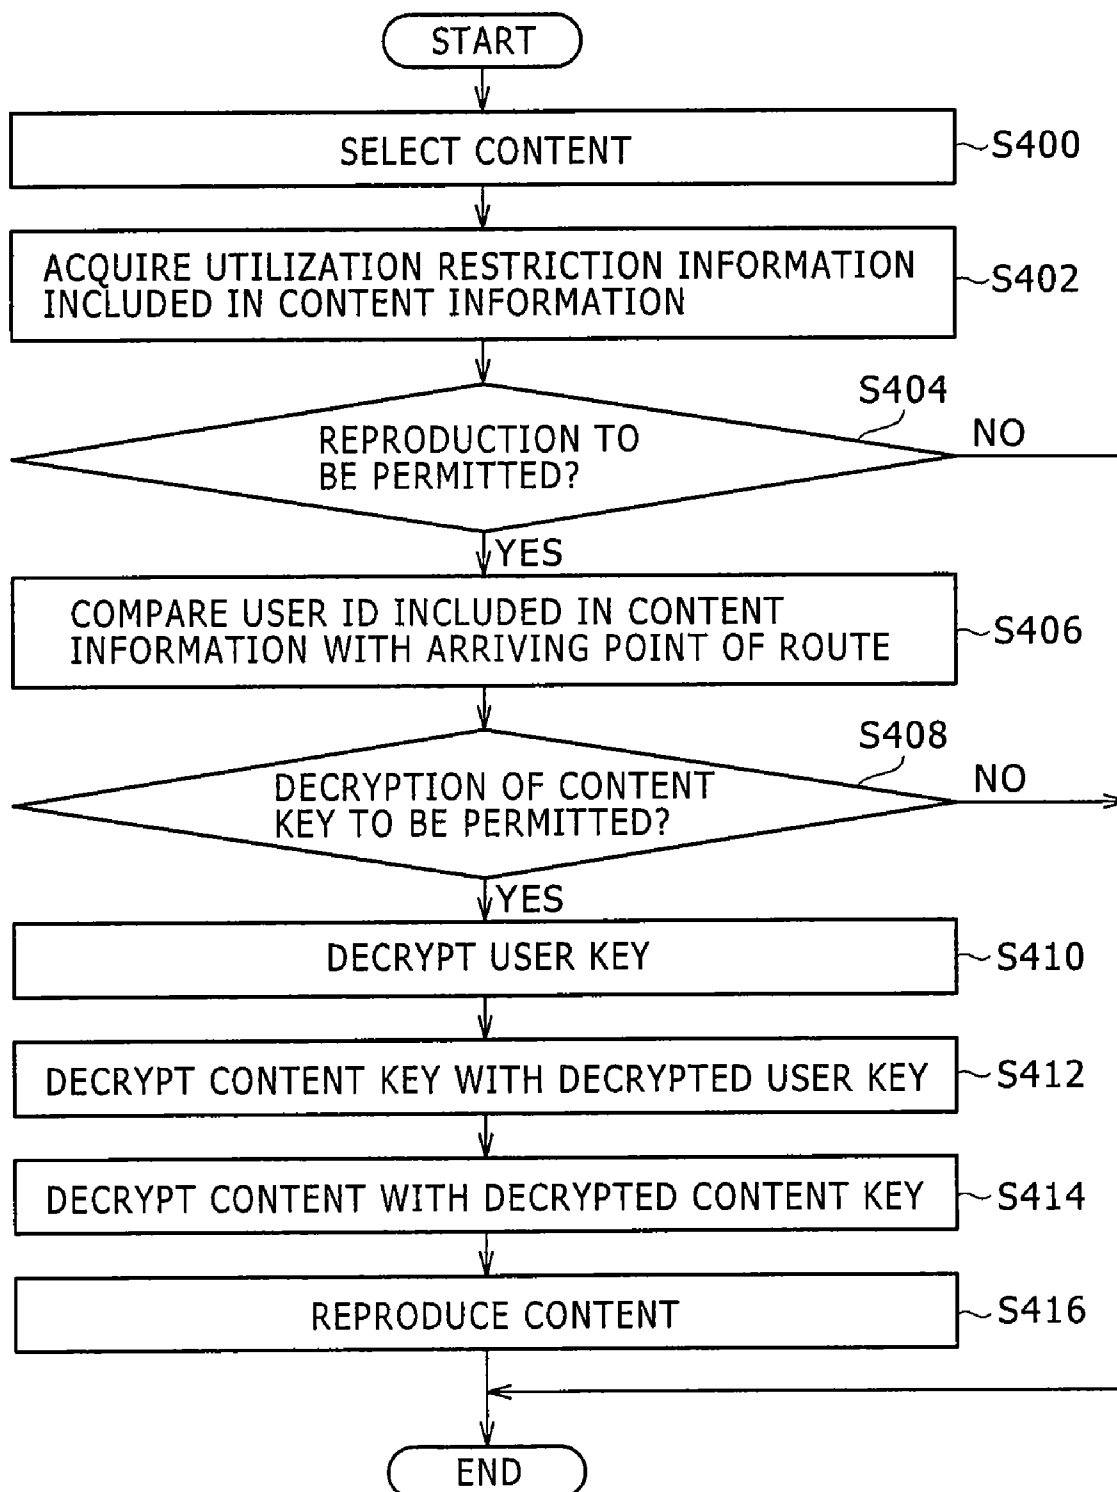 START
SELECT CONTENT
S400
ACQUIRE UTILIZATION RESTRICTION INFORMATION
INCLUDED IN CONTENT INFORMATION
S402
S404
REPRODUCTION TO
BE PERMITTED?
NO
YES
COMPARE USER ID INCLUDED IN CONTENT
INFORMATION WITH ARRIVING POINT OF ROUTE
S406
S408
DECRYPTION OF CONTENT
KEY TO BE PERMITTED?
NO
YES
DECRYPT USER KEY
S410
DECRYPT CONTENT KEY WITH DECRYPTED USER KEY
S412
DECRYPT CONTENT WITH DECRYPTED CONTENT KEY
S414
REPRODUCE CONTENT
S416
END